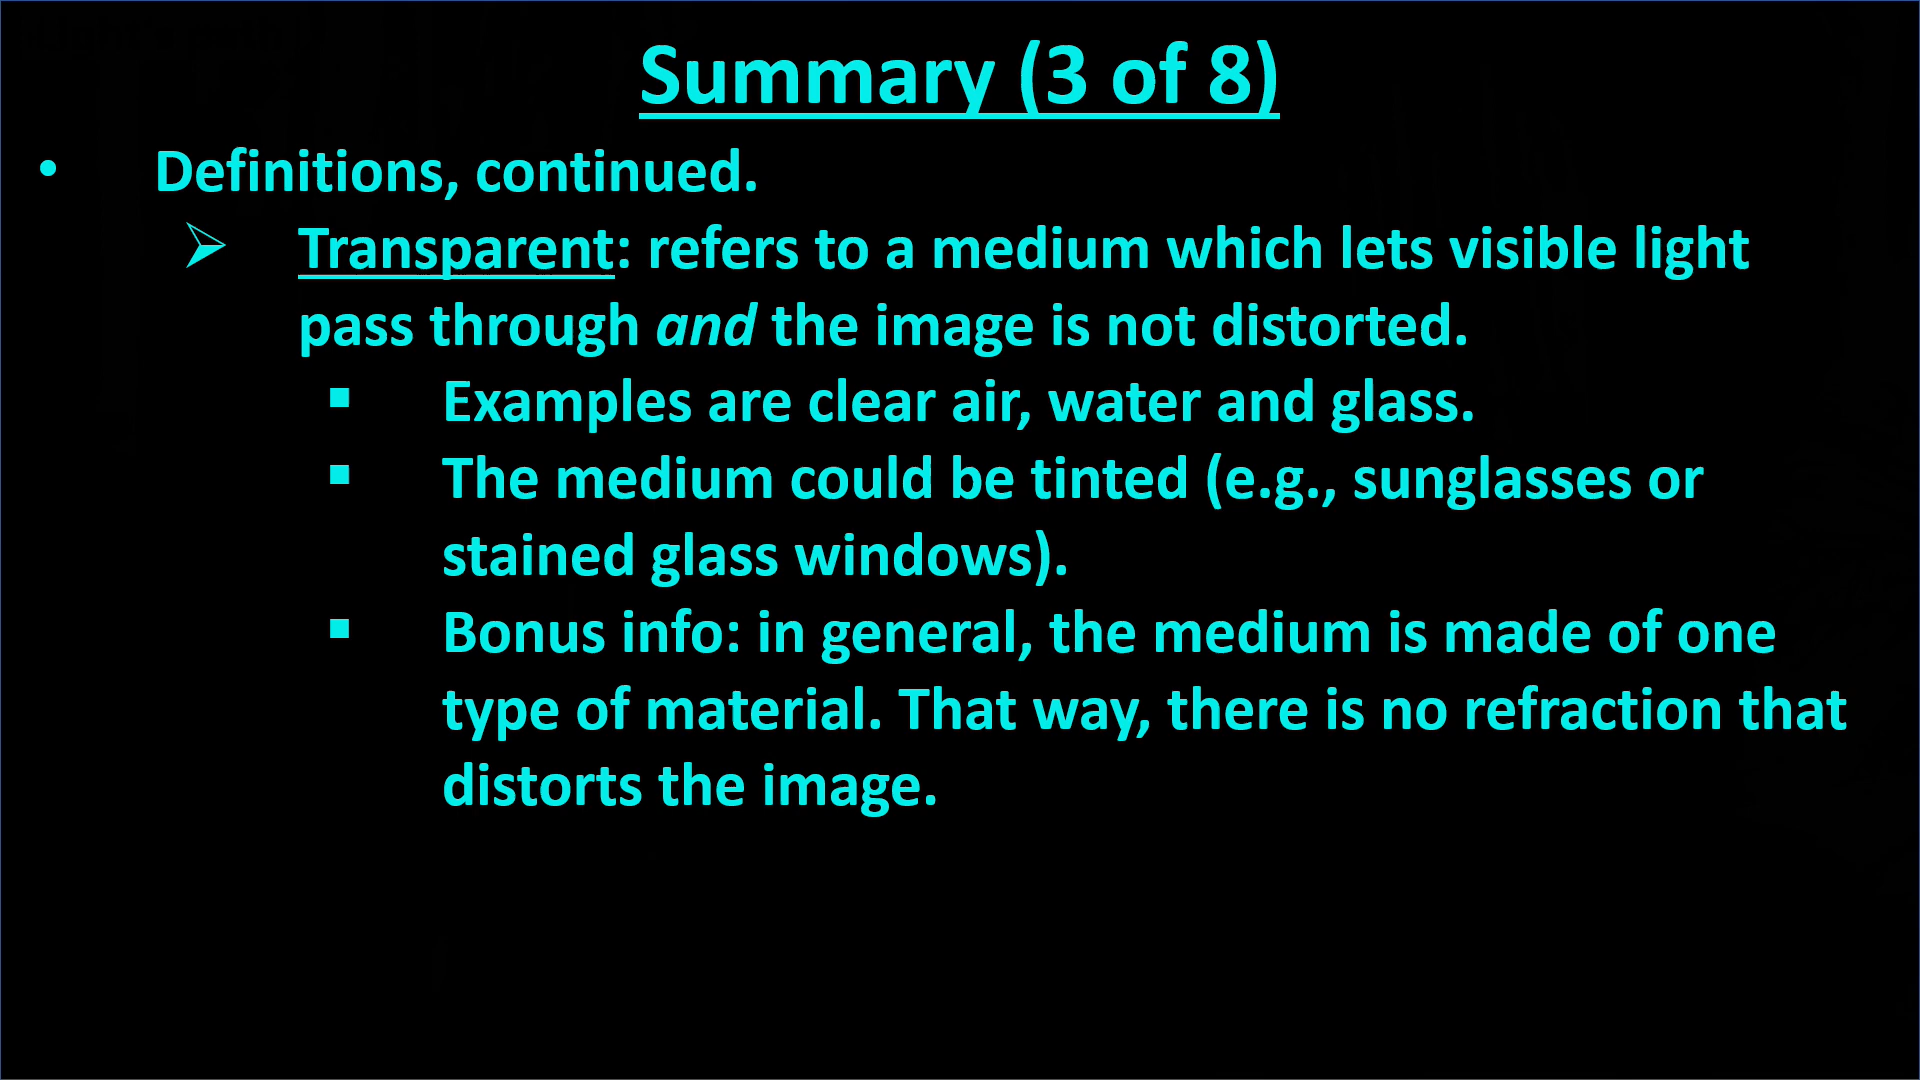 Summary (3 of 8)
• Definitions, continued.
➢ Transparent: refers to a medium which lets visible light
pass through and the image is not distorted.
▪ Examples are clear air, water and glass.
▪ The medium could be tinted (e.g., sunglasses or
stained glass windows).
▪ Bonus info: in general, the medium is made of one
type of material. That way, there is no refraction that
distorts the image.